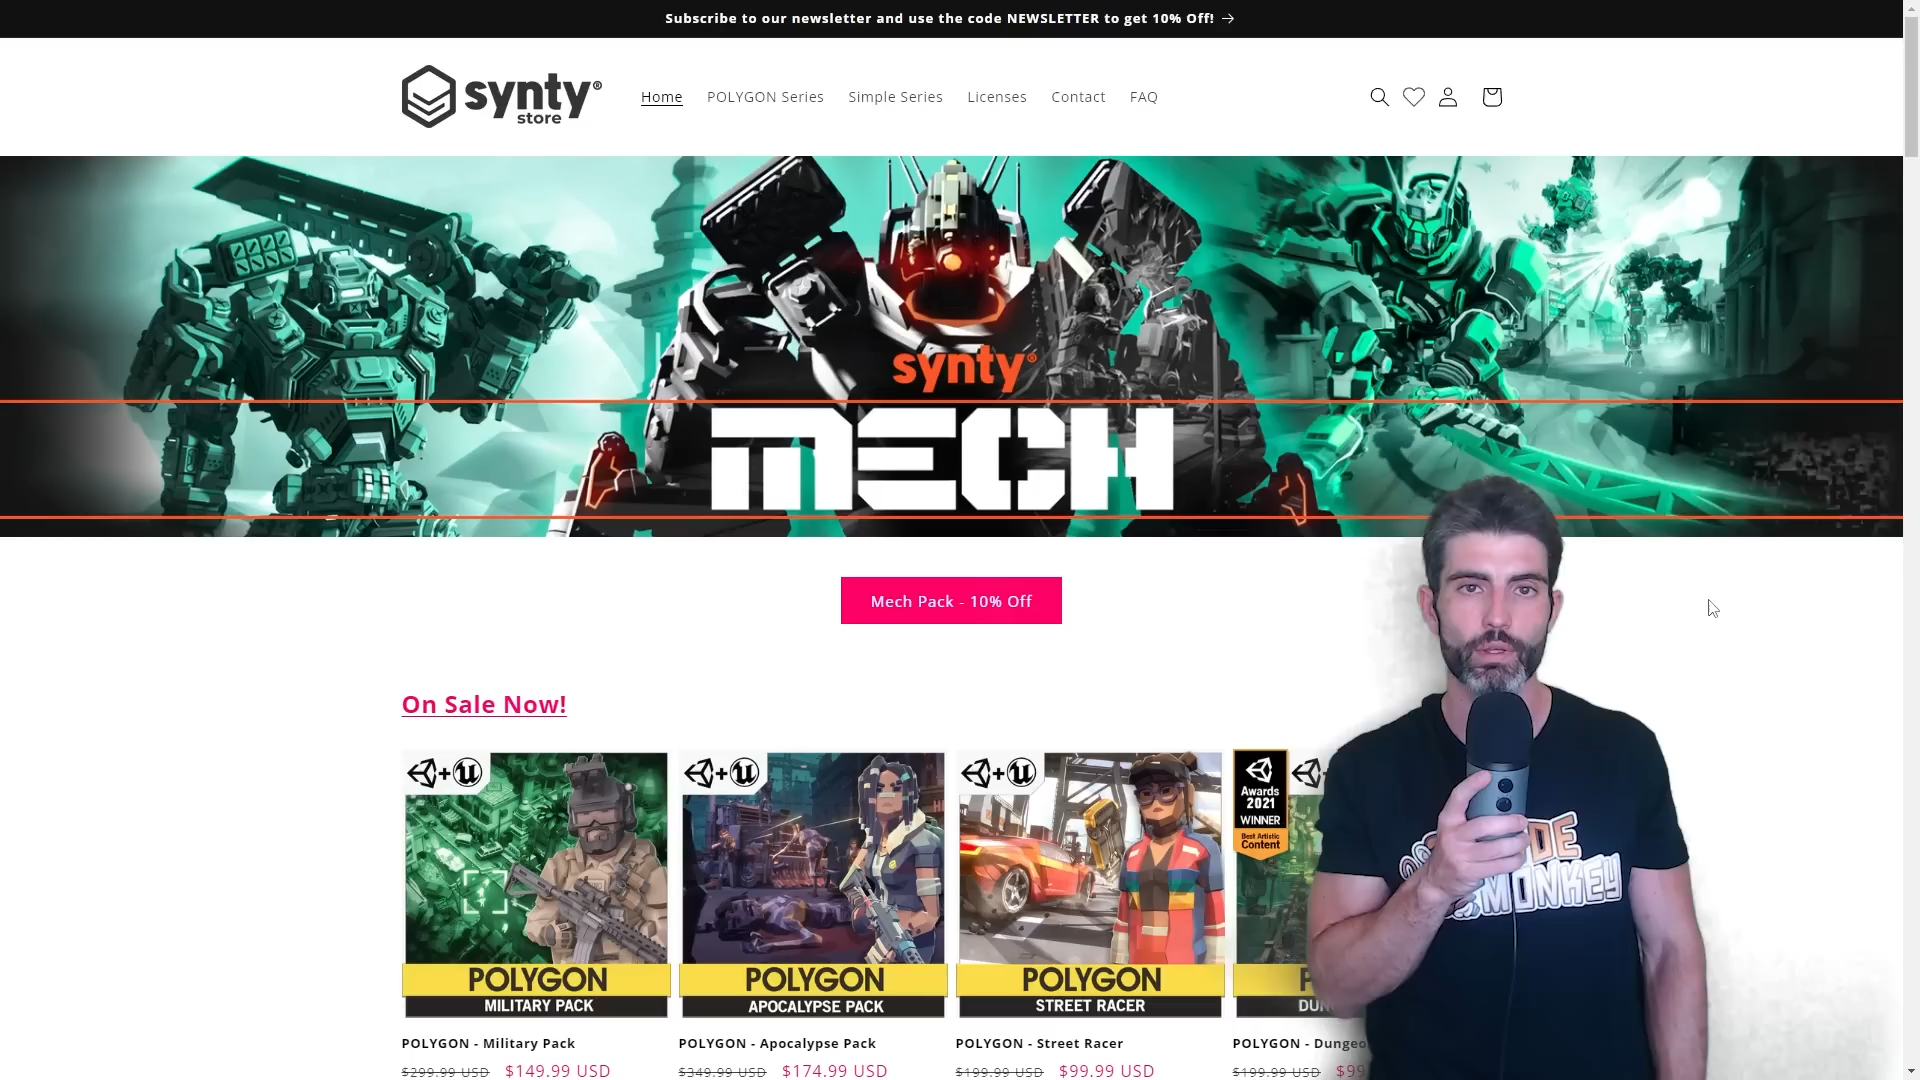 Subscribe to our newsletter and use the code NEWSLETTER to get 10% Off! →
synty®
store
Home POLYGON Series Simple Series Licenses Contact FAQ
synty®
MECH
Mech Pack - 10% Off
On Sale Now!
POLYGON
MILITARY PACK
POLYGON - Military Pack
$299.99 USD $149.99 USD
POLYGON
APOCALYPSE PACK
POLYGON - Apocalypse Pack
$349.99 USD $174.99 USD
POLYGON
STREET RACER
POLYGON - Street Racer
$199.99 USD $99.99 USD
Awards
2021
WINNER
Best Artistic
Content
POLYGON - Dungeo
$199.99 USD $99
MONKEY